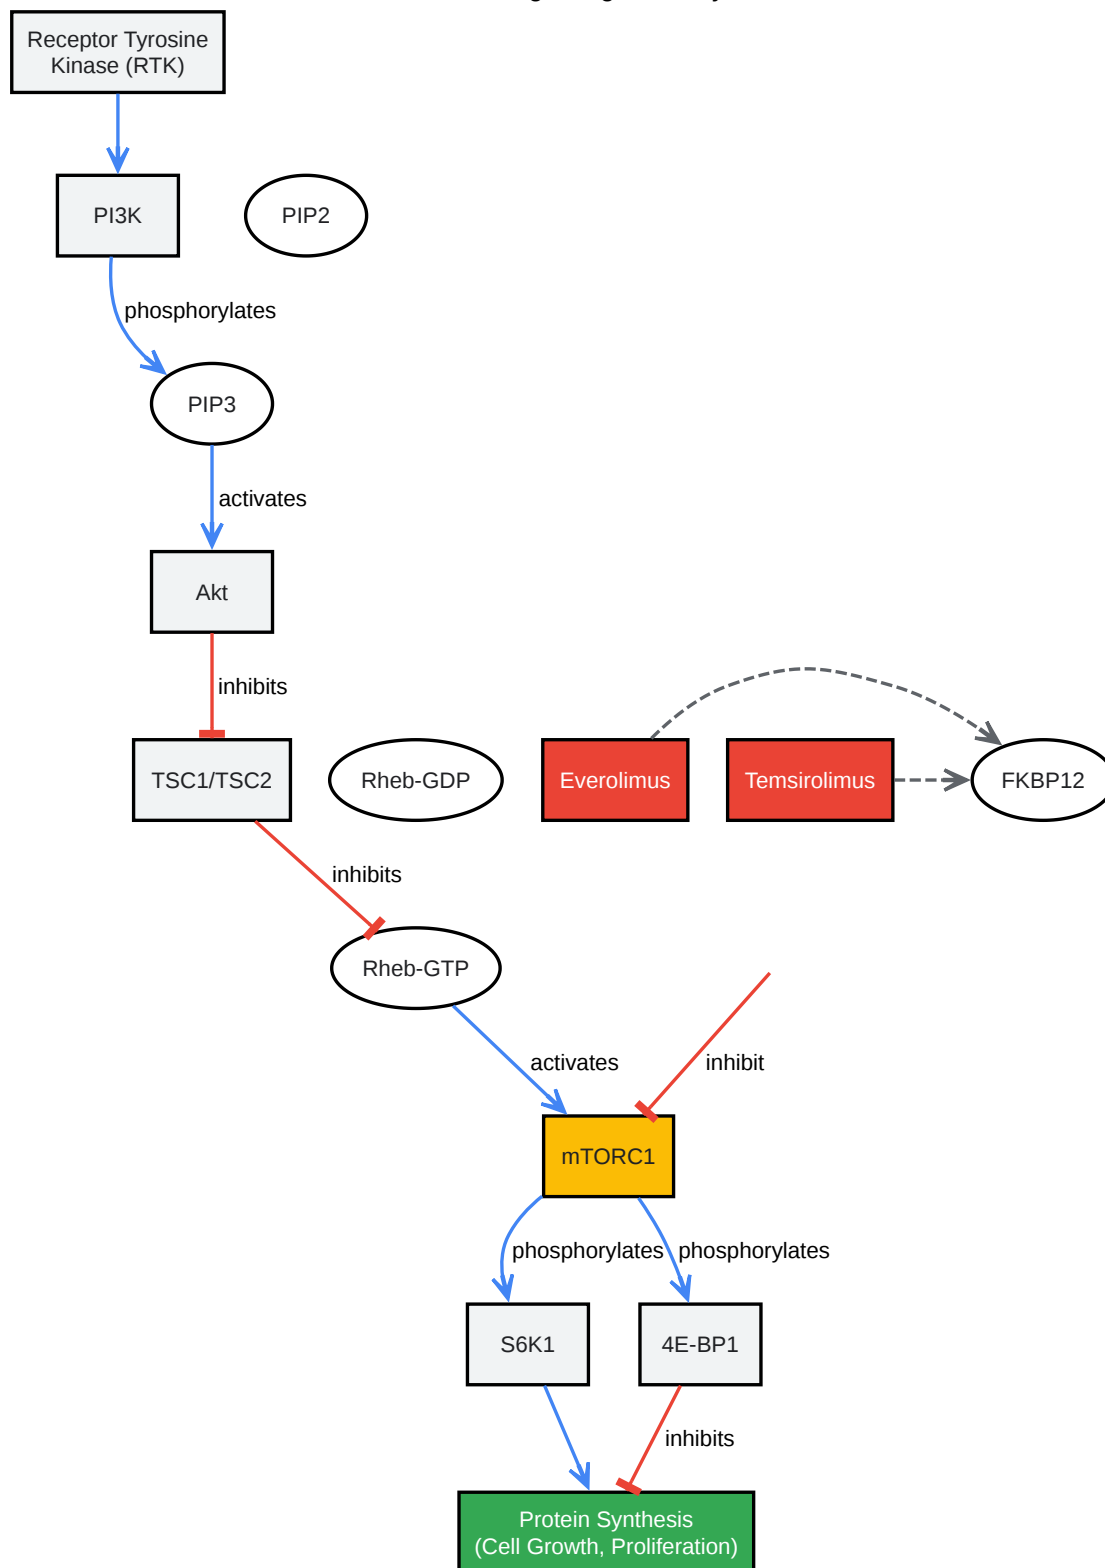 Receptor Tyrosine
Kinase (RTK)
PI3K
PIP2
phosphorylates
PIP3
activates
Akt
inhibits
TSC1/TSC2
Rheb-GDP
Everolimus
Temsirolimus
FKBP12
inhibits
Rheb-GTP
activates
inhibit
mTORC1
phosphorylates
phosphorylates
S6K1
4E-BP1
inhibits
Protein Synthesis
(Cell Growth, Proliferation)